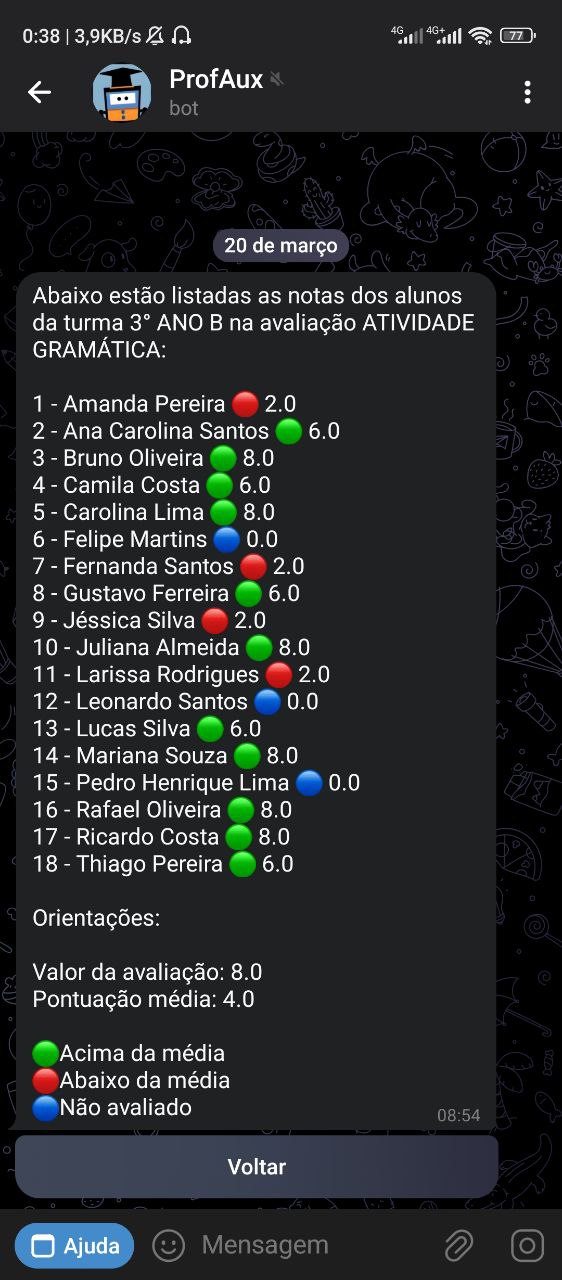 0:38 | 3,9KB/s
4G 4G+ 77
ProfAux
bot
20 de março
Abaixo estão listadas as notas dos alunos
da turma 3° ANO B na avaliação ATIVIDADE
GRAMÁTICA:
1 - Amanda Pereira 🔴 2.0
2 - Ana Carolina Santos 🟢 6.0
3 - Bruno Oliveira 🟢 8.0
4 - Camila Costa 🟢 6.0
5 - Carolina Lima 🟢 8.0
6 - Felipe Martins 🔵 0.0
7 - Fernanda Santos 🔴 2.0
8 - Gustavo Ferreira 🟢 6.0
9 - Jéssica Silva 🔴 2.0
10 - Juliana Almeida 🟢 8.0
11 - Larissa Rodrigues 🔴 2.0
12 - Leonardo Santos 🔵 0.0
13 - Lucas Silva 🟢 6.0
14 - Mariana Souza 🟢 8.0
15 - Pedro Henrique Lima 🔵 0.0
16 - Rafael Oliveira 🟢 8.0
17 - Ricardo Costa 🟢 8.0
18 - Thiago Pereira 🟢 6.0
Orientações:
Valor da avaliação: 8.0
Pontuação média: 4.0
🟢Acima da média
🔴Abaixo da média
🔵Não avaliado
08:54
Voltar
Ajuda
Mensagem